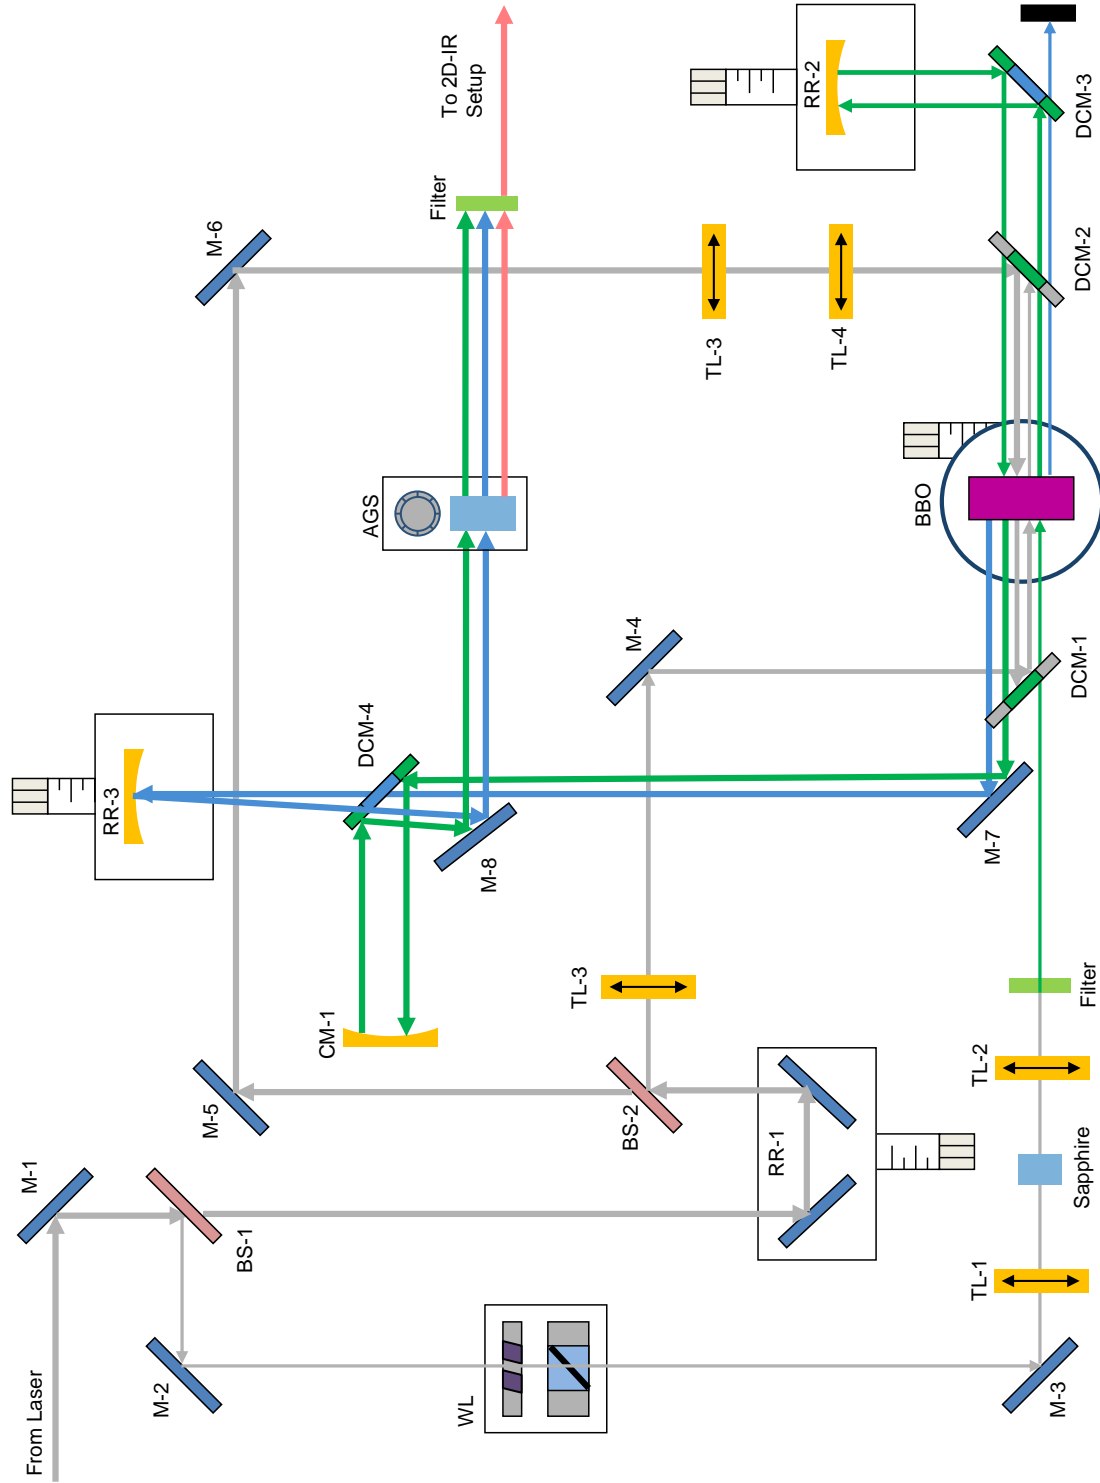 From Laser
M-1
BS-1
M-2
WL
M-3
TL-1
Sapphire
TL-2
Filter
RR-1
BS-2
M-5
CM-1
TL-3
M-4
M-8
DCM-4
RR-3
M-7
DCM-1
BBO
AGS
Filter
To 2D-IR
Setup
M-6
TL-3
TL-4
DCM-2
RR-2
DCM-3